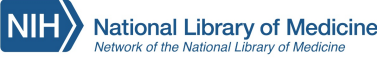 NIH
National Library of Medicine
Network of the National Library of Medicine